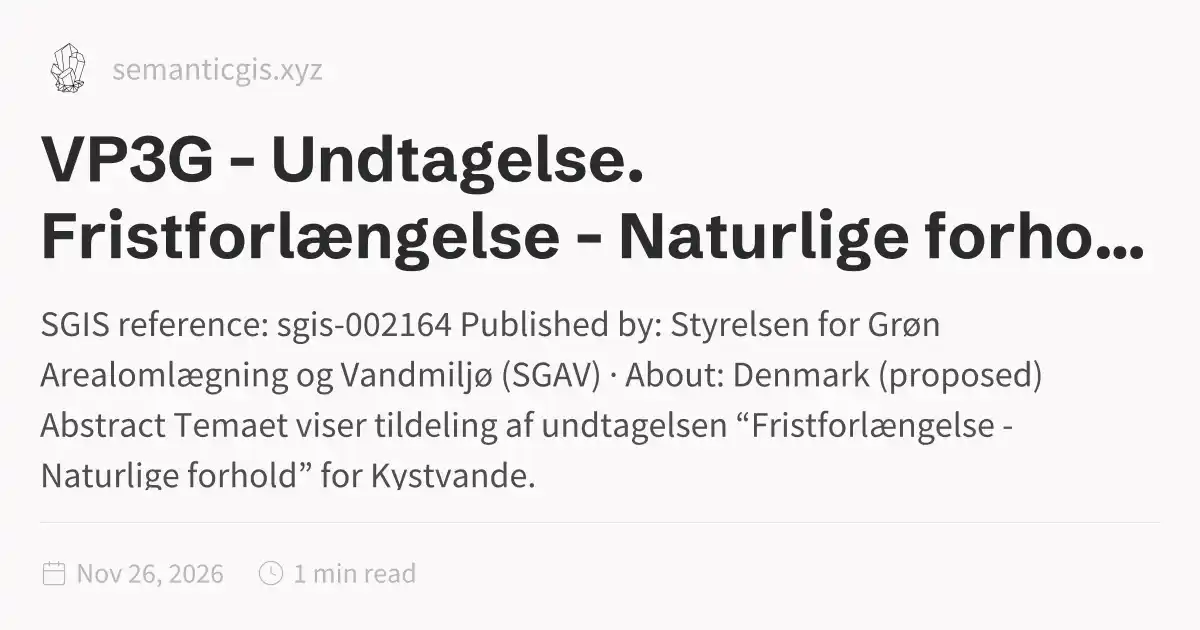 semanticgis.xyz
VP3G - Undtagelse.
Fristforlængelse - Naturlige forho...
SGIS reference: sgis-002164 Published by: Styrelsen for Grøn
Arealomlægning og Vandmiljø (SGAV) · About: Denmark (proposed)
Abstract Temaet viser tildeling af undtagelsen “Fristforlængelse -
Naturlige forhold” for Kystvande.
Nov 26, 2026
1 min read